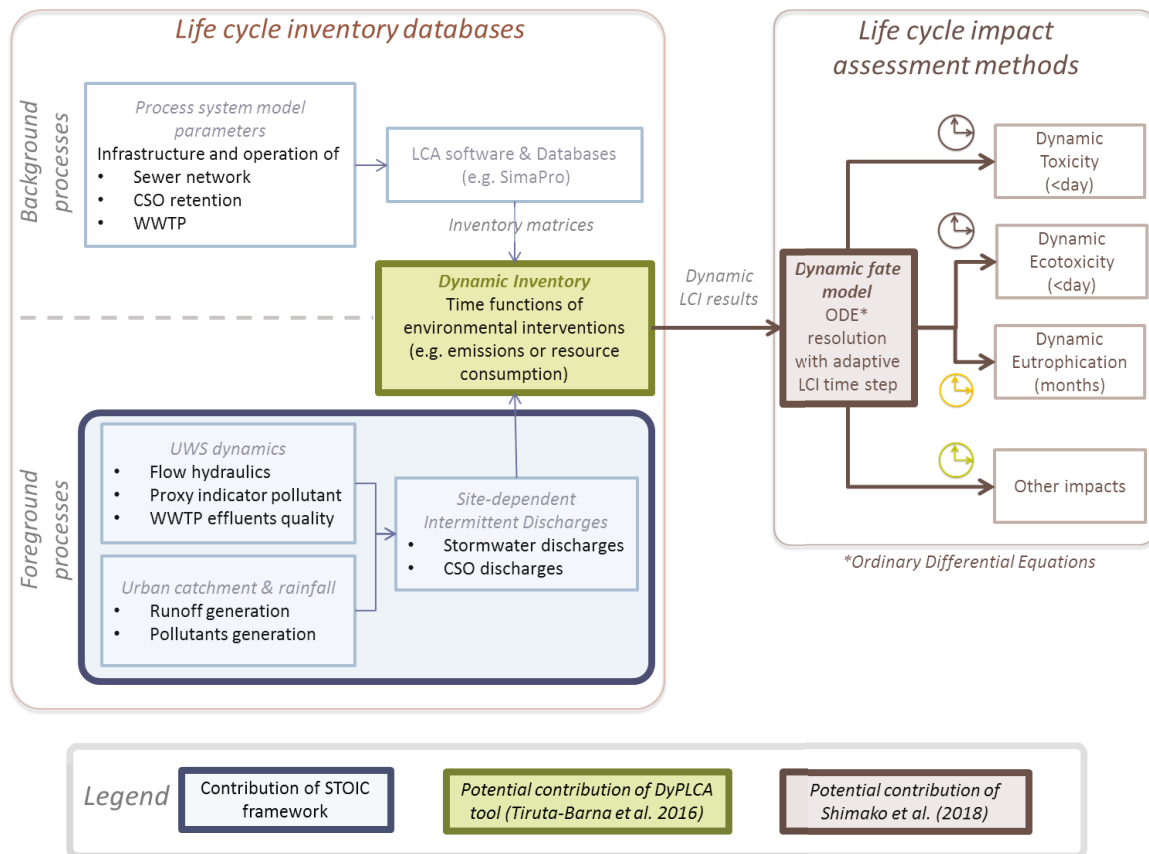 Life cycle inventory databases
Background
processes
Process system model
parameters
Infrastructure and operation of
• Sewer network
• CSO retention
• WWTP
LCA software & Databases
(e.g. SimaPro)
Inventory matrices
Dynamic Inventory
Time functions of
environmental interventions
(e.g. emissions or resource
consumption)
Foreground
processes
UWS dynamics
• Flow hydraulics
• Proxy indicator pollutant
• WWTP effluents quality
Urban catchment & rainfall
• Runoff generation
• Pollutants generation
Site-dependent
Intermittent Discharges
• Stormwater discharges
• CSO discharges
Dynamic
LCI results
Life cycle impact
assessment methods
Dynamic fate
model
ODE*
resolution
with adaptive
LCI time step
Dynamic
Toxicity
(<day)
Dynamic
Ecotoxicity
(<day)
Dynamic
Eutrophication
(months)
Other impacts
*Ordinary Differential Equations
Legend
Contribution of STOIC
framework
Potential contribution of DyPLCA
tool (Tiruta-Barna et al. 2016)
Potential contribution of
Shimako et al. (2018)